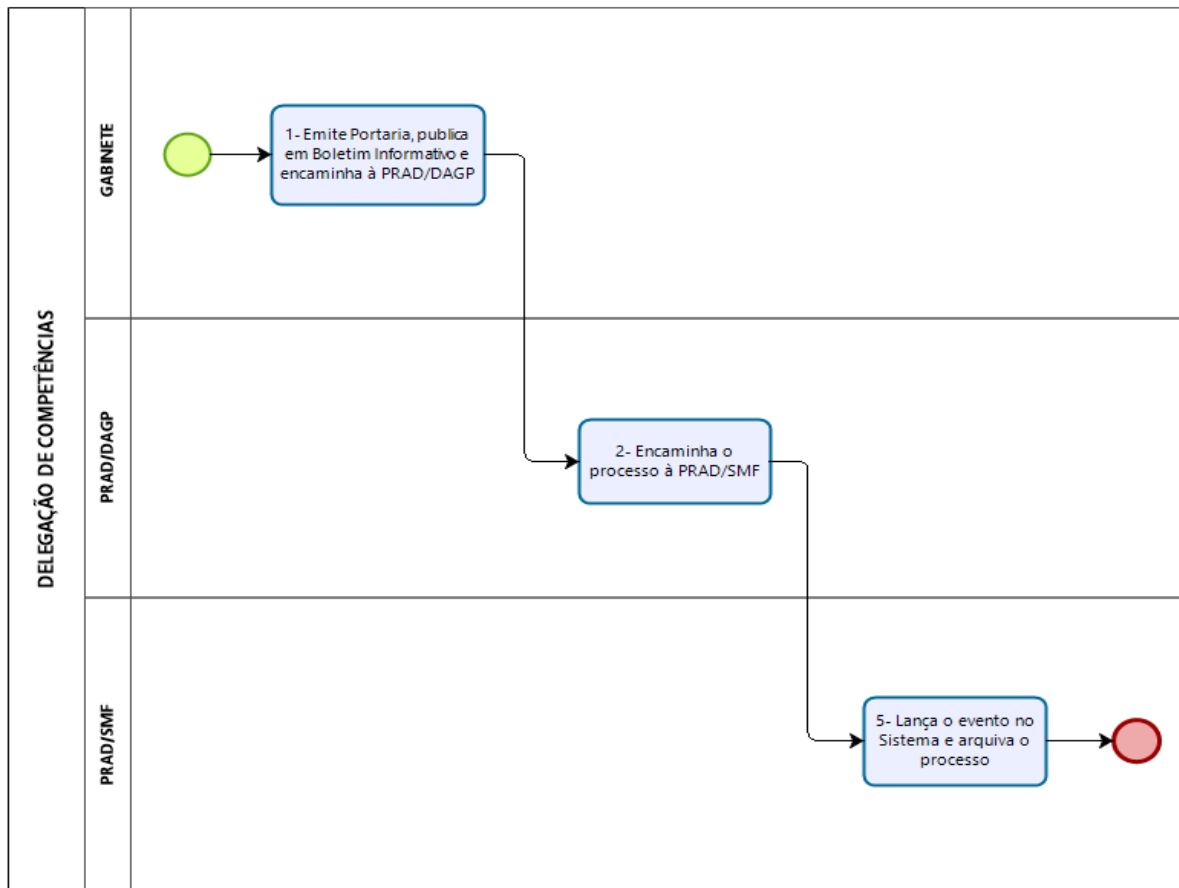 DELEGAÇÃO DE COMPETÊNCIAS
GABINETE
1- Emite Portaria, publica
em Boletim Informativo e
encaminha à PRAD/DAGP
PRAD/DAGP
2- Encaminha o
processo à PRAD/SMF
PRAD/SMF
5- Lança o evento no
Sistema e arquiva o
processo